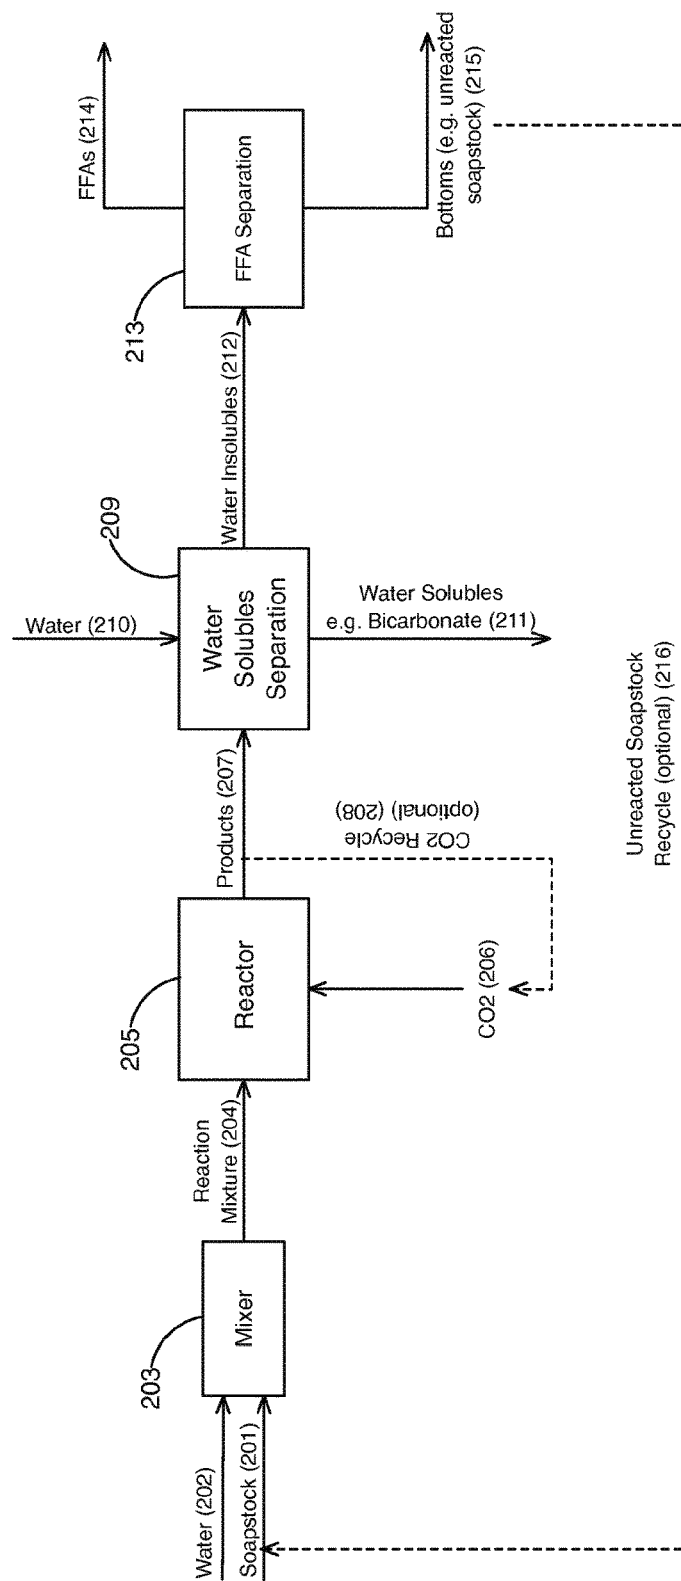 Water (202)
Soapstock (201)
203
Mixer
Reaction
Mixture (204)
205
Reactor
CO2 (206)
Products (207)
CO2 Recycle
(optional) (208)
Water (210)
209
Water
Solubles
Separation
Water Solubles
e.g. Bicarbonate (211)
Water Insolubles (212)
213
FFA Separation
FFAs (214)
Bottoms (e.g. unreacted
soapstock) (215)
Unreacted Soapstock
Recycle (optional) (216)